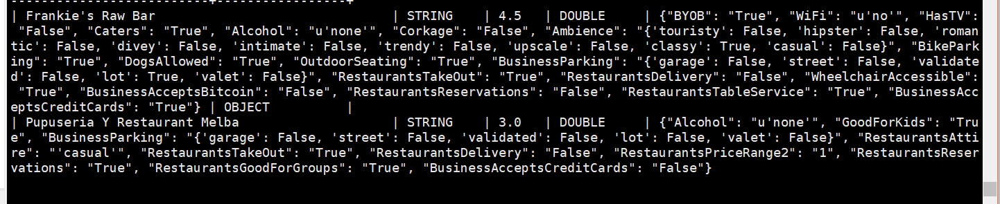 --------------------------+-----------------+
| Frankie's Raw Bar | STRING | 4.5 | DOUBLE | {"BYOB": "True", "WiFi": "u'no'", "HasTV":
"False", "Caters": "True", "Alcohol": "u'none'", "Corkage": "False", "Ambience": "{'touristy': False, 'hipster': False, 'roman
tic': False, 'divey': False, 'intimate': False, 'trendy': False, 'upscale': False, 'classy': True, 'casual': False}", "BikePark
ing": "True", "DogsAllowed": "True", "OutdoorSeating": "True", "BusinessParking": "{'garage': False, 'street': False, 'validate
d': False, 'lot': True, 'valet': False}", "RestaurantsTakeOut": "True", "RestaurantsDelivery": "False", "WheelchairAccessible":
"True", "BusinessAcceptsBitcoin": "False", "RestaurantsReservations": "False", "RestaurantsTableService": "True", "BusinessAcc
eptsCreditCards": "True"} | OBJECT |
| Pupuseria Y Restaurant Melba | STRING | 3.0 | DOUBLE | {"Alcohol": "u'none'", "GoodForKids": "Tru
e", "BusinessParking": "{'garage': False, 'street': False, 'validated': False, 'lot': False, 'valet': False}", "RestaurantsAtti
re": "'casual'", "RestaurantsTakeOut": "True", "RestaurantsDelivery": "False", "RestaurantsPriceRange2": "1", "RestaurantsReser
vations": "True", "RestaurantsGoodForGroups": "True", "BusinessAcceptsCreditCards": "False"}